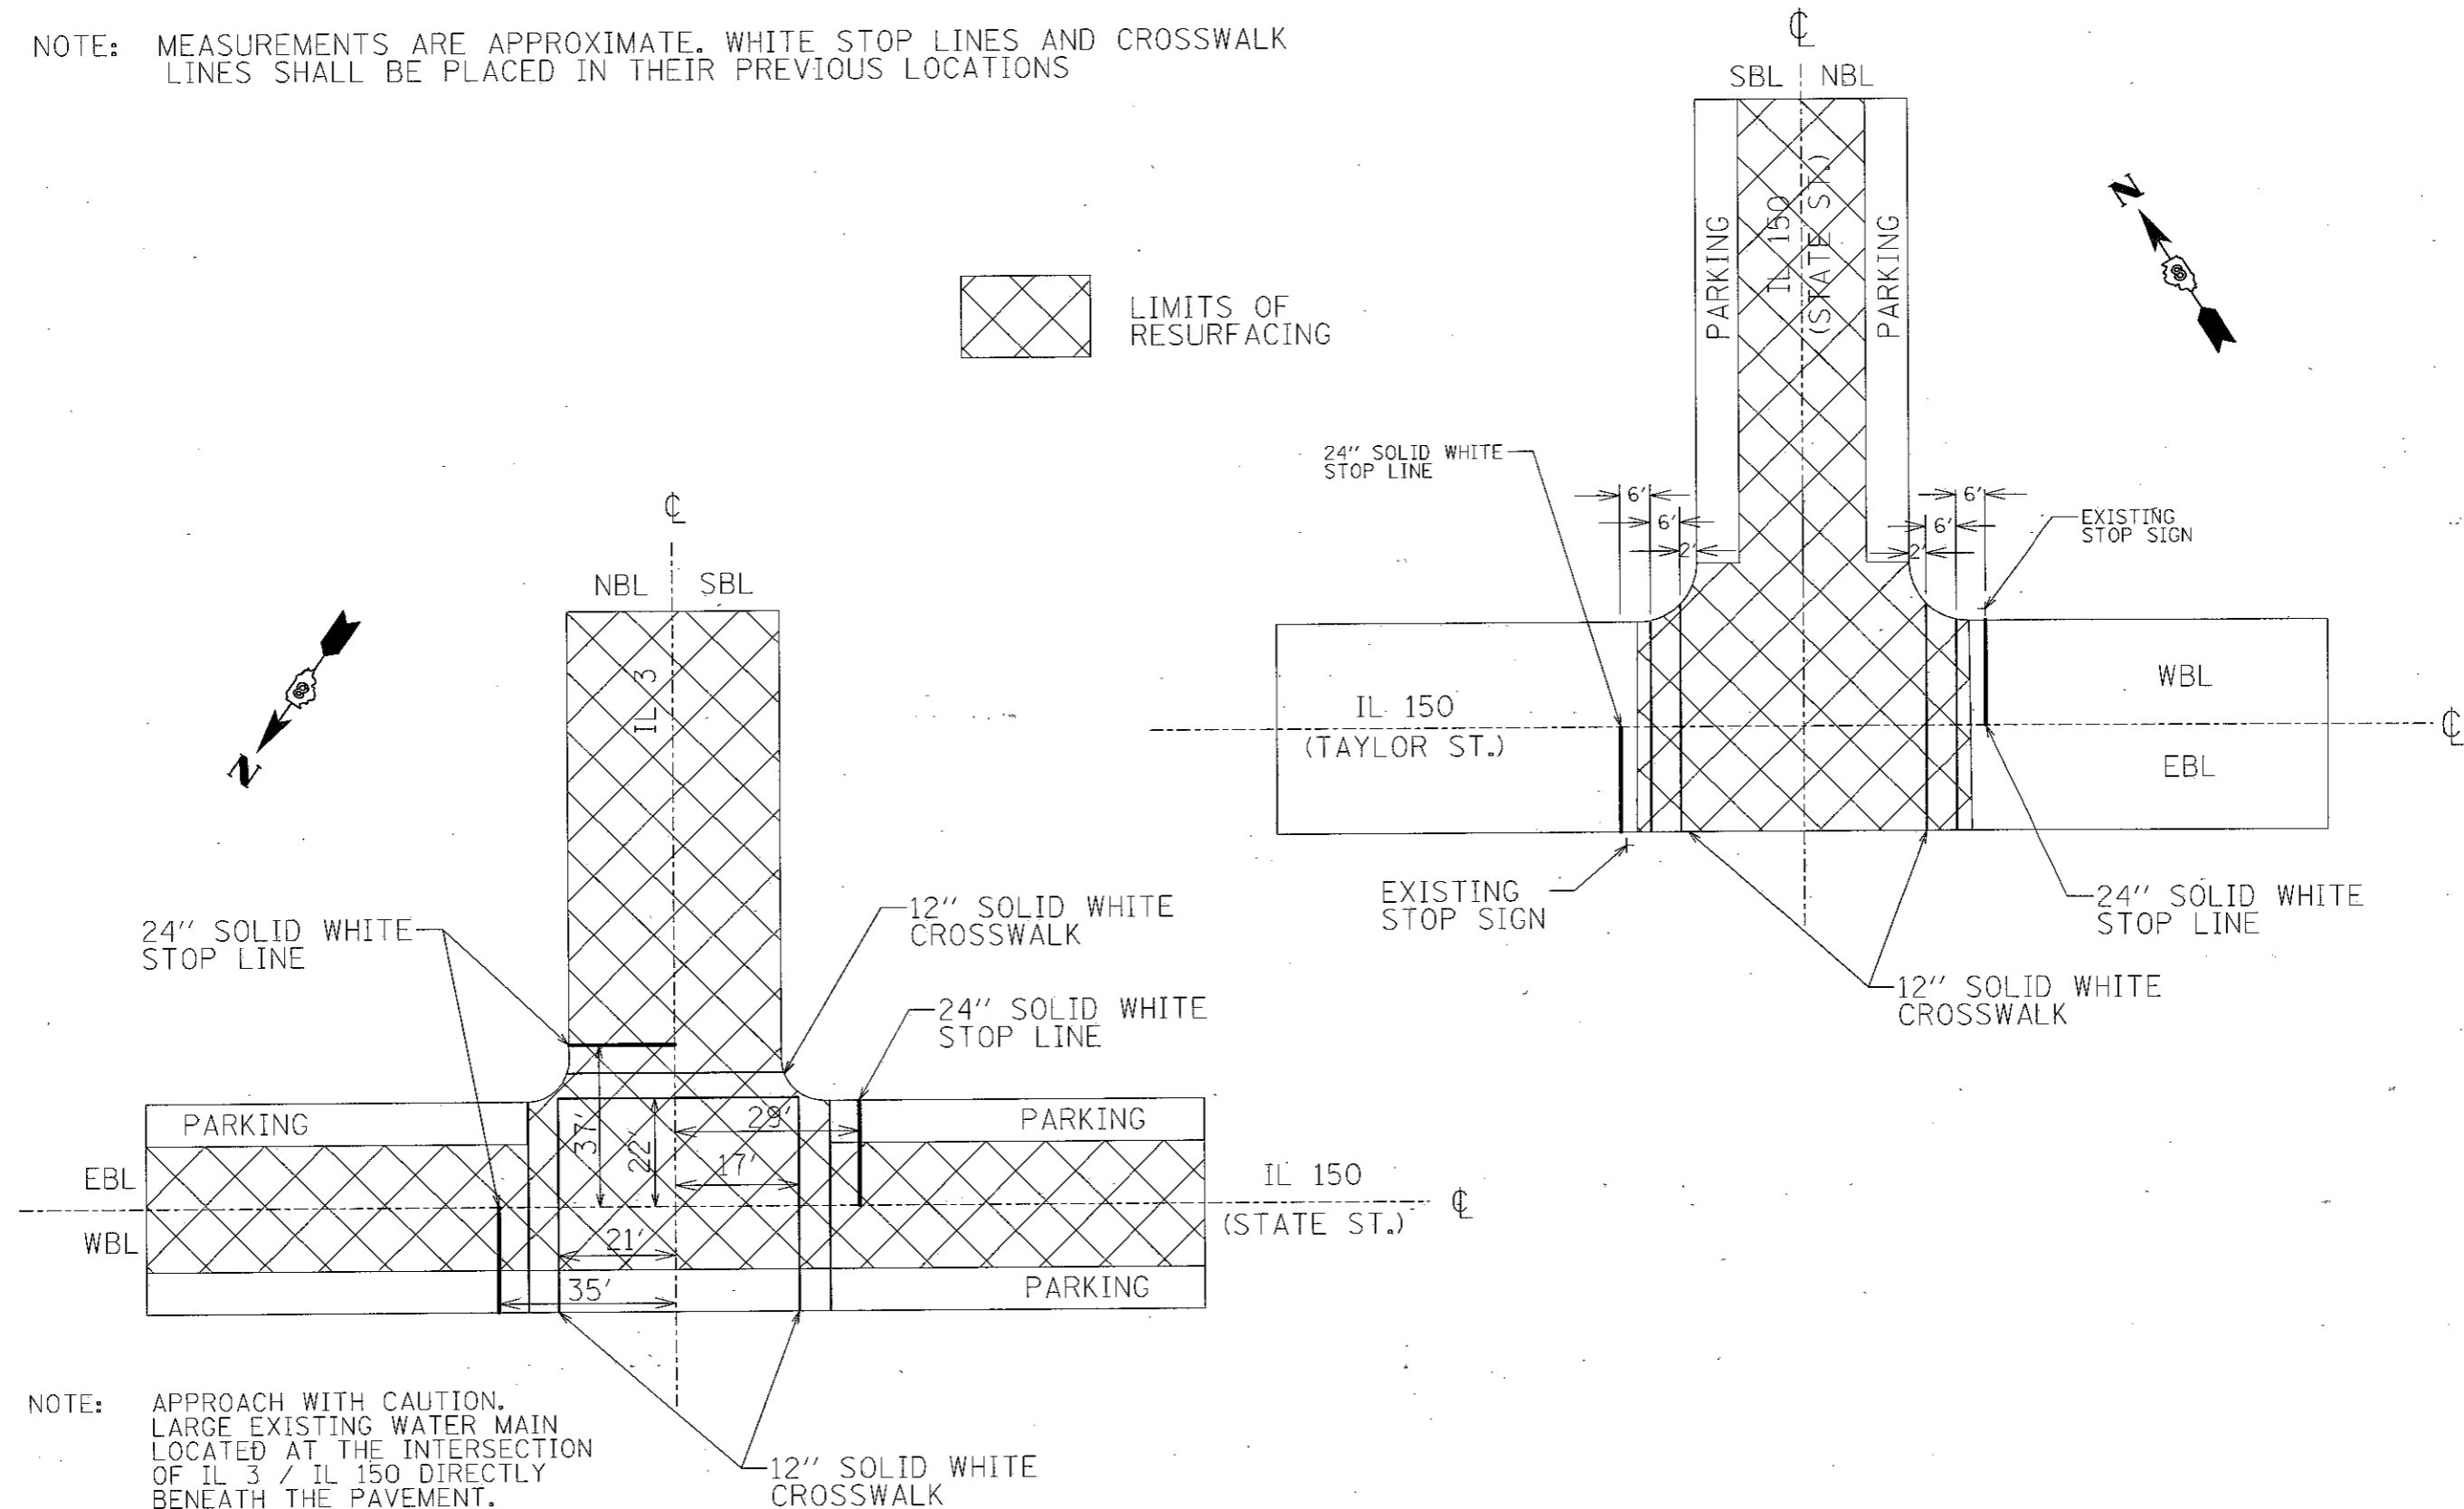 NOTE: MEASUREMENTS ARE APPROXIMATE. WHITE STOP LINES AND CROSSWALK
LINES SHALL BE PLACED IN THEIR PREVIOUS LOCATIONS
℄
SBL NBL
PARKING
IL 150
(STATE ST.)
PARKING
N
8
LIMITS OF
RESURFACING
24" SOLID WHITE
STOP LINE
6'
6'
2'
6'
6'
2'
EXISTING
STOP SIGN
IL 150
(TAYLOR ST.)
WBL
EBL
℄
EXISTING
STOP SIGN
24" SOLID WHITE
STOP LINE
12" SOLID WHITE
CROSSWALK
℄
NBL SBL
IL 3
8
N
24" SOLID WHITE
STOP LINE
12" SOLID WHITE
CROSSWALK
24" SOLID WHITE
STOP LINE
PARKING
37'
22'
29'
17'
PARKING
EBL
WBL
IL 150
(STATE ST.)
℄
21'
35'
PARKING
NOTE: APPROACH WITH CAUTION.
LARGE EXISTING WATER MAIN
LOCATED AT THE INTERSECTION
OF IL 3 / IL 150 DIRECTLY
BENEATH THE PAVEMENT.
12" SOLID WHITE
CROSSWALK